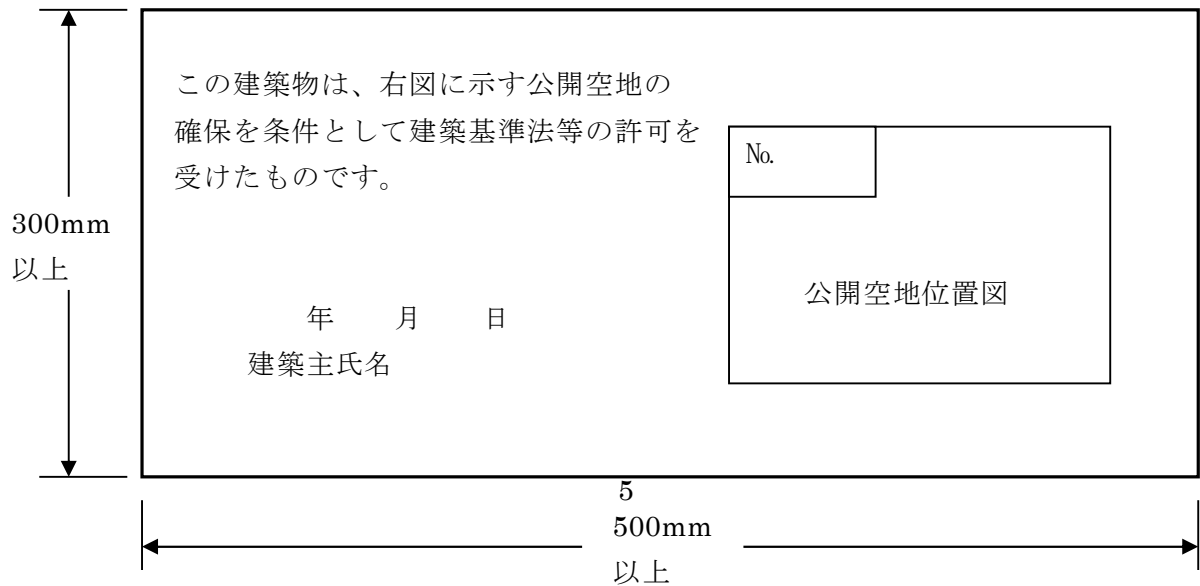 この建築物は、右図に示す公開空地の
確保を条件として建築基準法等の許可を
受けたものです。
№
300mm
以上
公開空地位置図
年 月 日
建築主氏名
5
500mm
以上